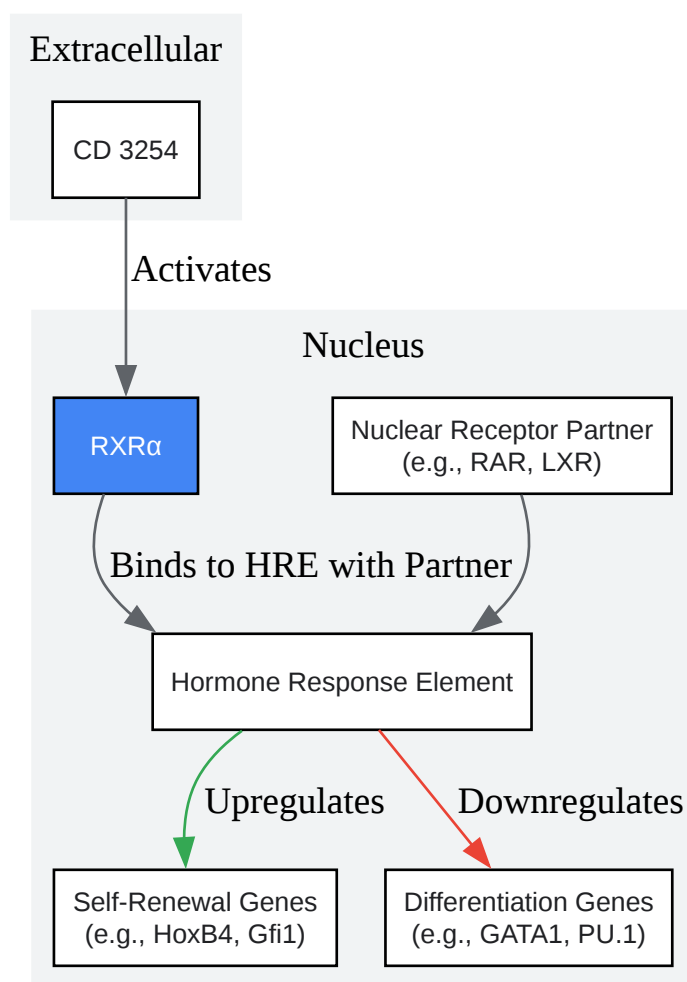 Extracellular
CD 3254
Activates
Nucleus
RXRα
Nuclear Receptor Partner
(e.g., RAR, LXR)
Binds to HRE with Partner
Hormone Response Element
Upregulates
Downregulates
Self-Renewal Genes
(e.g., HoxB4, Gfi1)
Differentiation Genes
(e.g., GATA1, PU.1)